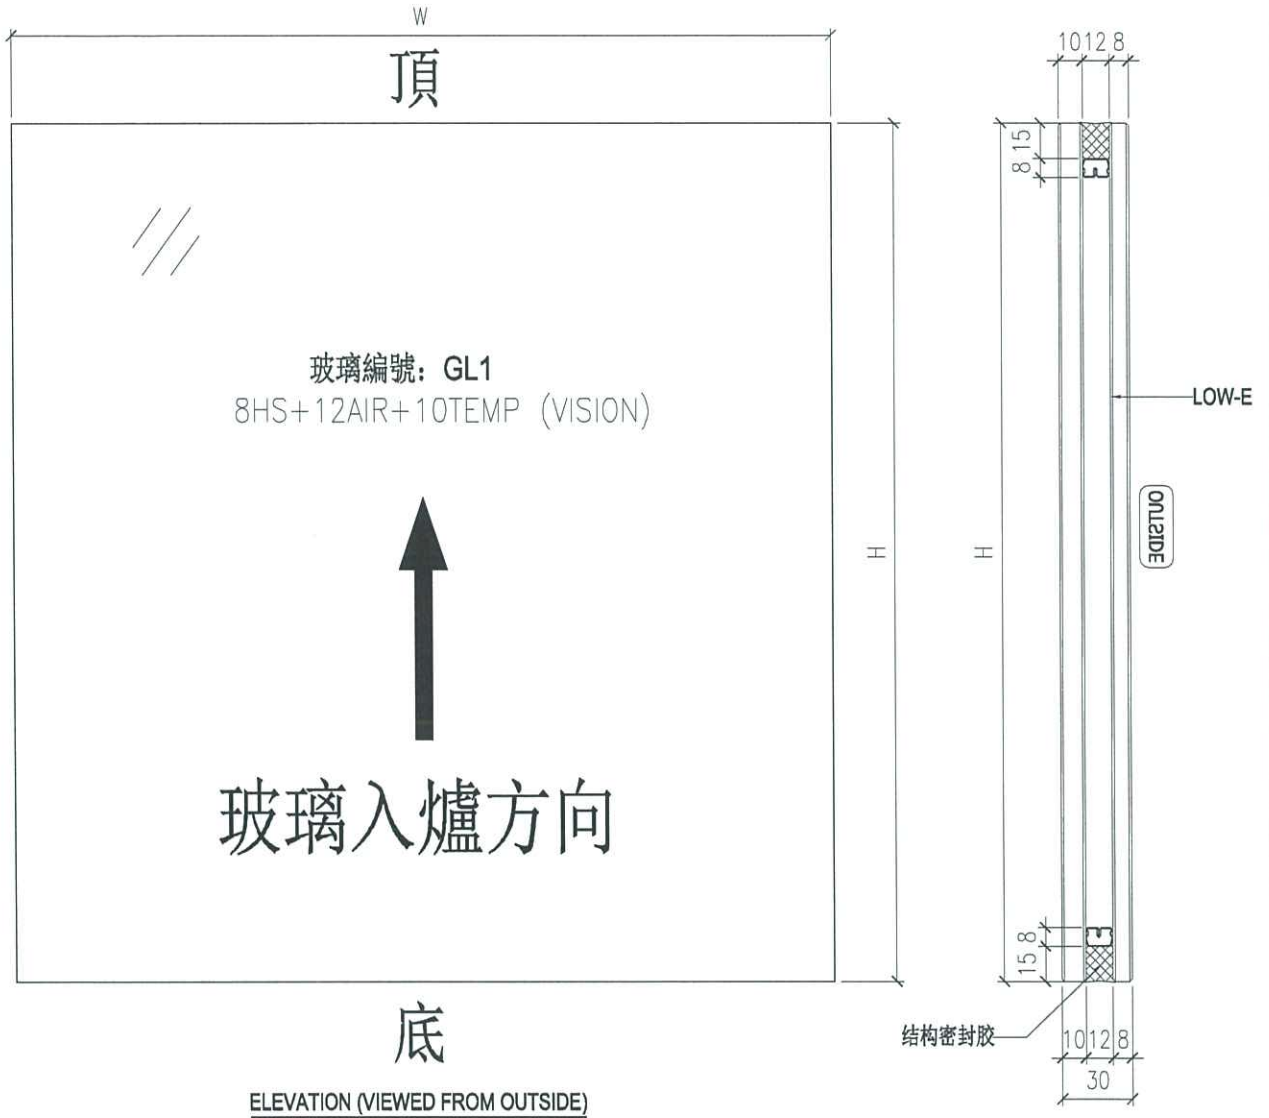 W
頂
玻璃編號：GL1
8HS+12AIR+10TEMP (VISION)
玻璃入爐方向
底
ELEVATION (VIEWED FROM OUTSIDE)
H
H
10 12 8
15
8
LOW-E
OUTSIDE
8
15
结构密封胶
10 12 8
30